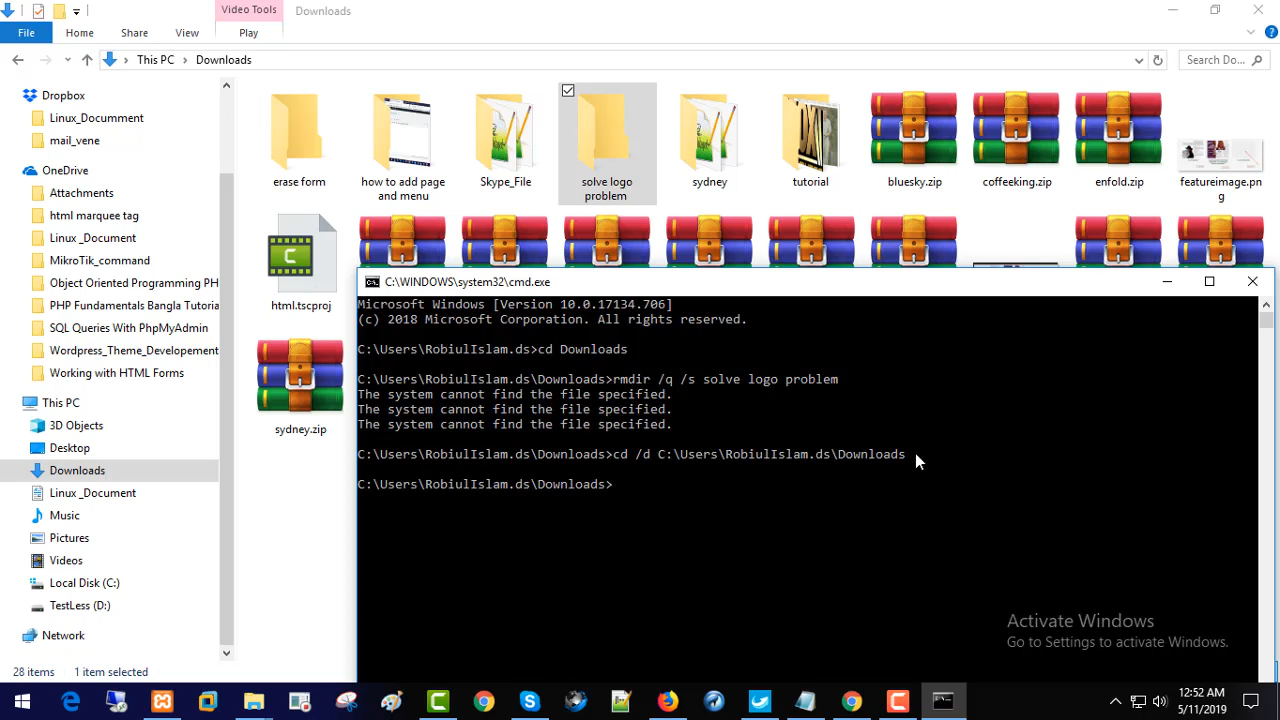 Video Tools
Downloads
File
Home
Share
View
Play
This PC
Downloads
Search Do...
Dropbox
Linux_Documment
mail_vene
OneDrive
Attachments
html marquee tag
Linux _Document
MikroTik_command
Object Oriented Programming PH
PHP Fundamentals Bangla Tutoria
SQL Queries With PhpMyAdmin
Wordpress_Theme_Developement
Working with HTML Forms
This PC
3D Objects
Desktop
Downloads
Linux _Document
Music
Pictures
Videos
Local Disk (C:)
TestLess (D:)
Network
28 items
1 item selected
erase form
how to add page
and menu
Skype_File
solve logo
problem
sydney
tutorial
bluesky.zip
coffeeking.zip
enfold.zip
featureimage.pn
g
html.tscproj
sydney.zip
C:\WINDOWS\system32\cmd.exe
Microsoft Windows [Version 10.0.17134.706]
(c) 2018 Microsoft Corporation. All rights reserved.
C:\Users\RobiulIslam.ds>cd Downloads
C:\Users\RobiulIslam.ds\Downloads>rmdir /q /s solve logo problem
The system cannot find the file specified.
The system cannot find the file specified.
The system cannot find the file specified.
C:\Users\RobiulIslam.ds\Downloads>cd /d C:\Users\RobiulIslam.ds\Downloads
C:\Users\RobiulIslam.ds\Downloads>
Activate Windows
Go to Settings to activate Windows.
12:52 AM
5/11/2019